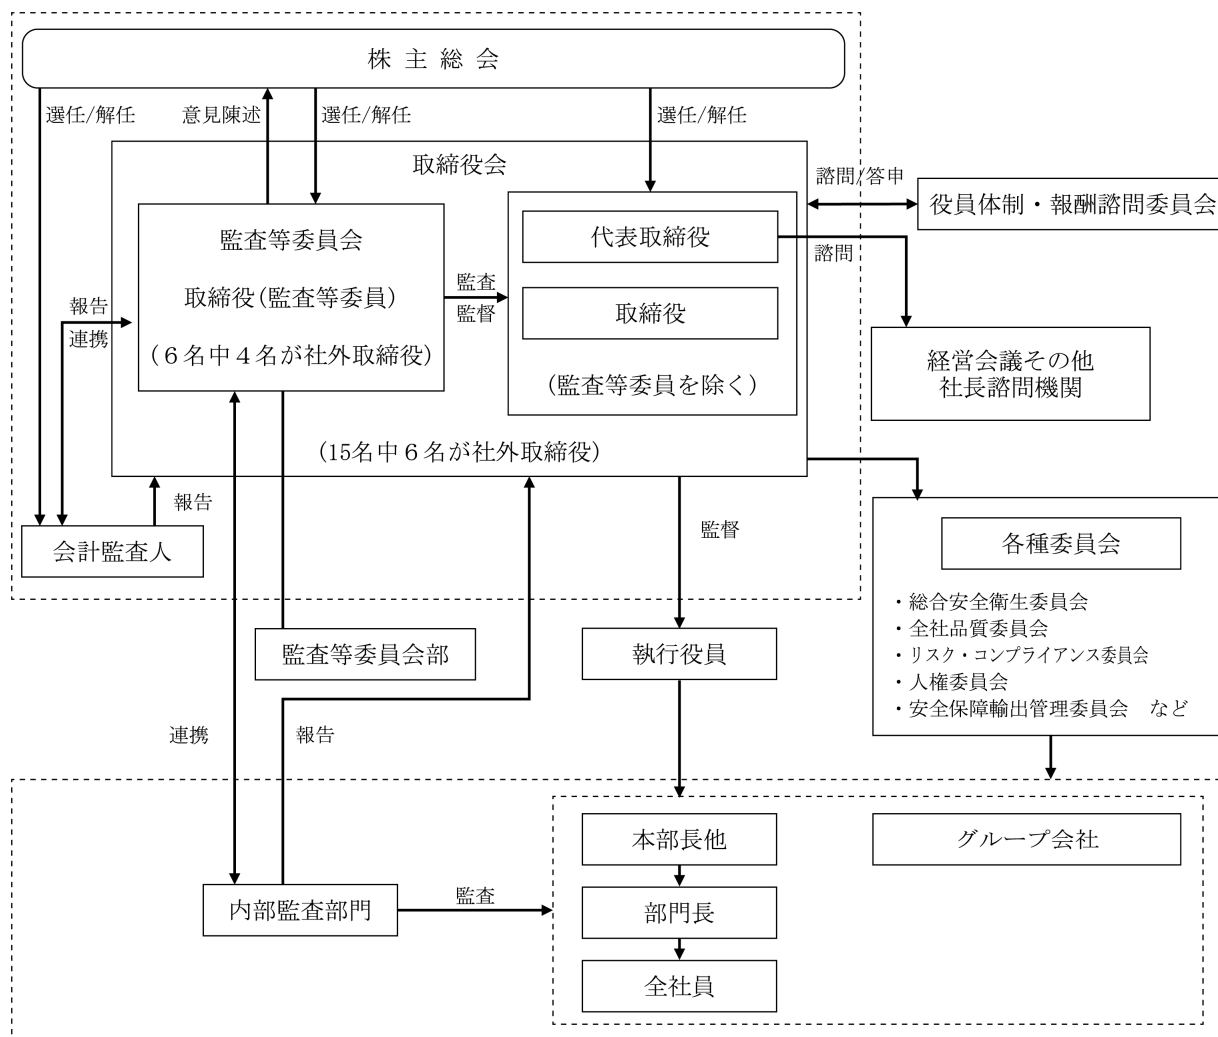 株 主 総 会
選任/解任
意見陳述
選任/解任
選任/解任
取締役会
諮問/答申
役員体制・報酬諮問委員会
監査等委員会
取締役(監査等委員)
(6名中4名が社外取締役)
監査
監督
代表取締役
取締役
(監査等委員を除く)
諮問
経営会議その他
社長諮問機関
報告
連携
(15名中6名が社外取締役)
報告
会計監査人
監督
各種委員会
・総合安全衛生委員会
・全社品質委員会
・リスク・コンプライアンス委員会
・人権委員会
・安全保障輸出管理委員会 など
監査等委員会部
執行役員
連携
報告
本部長他
グループ会社
内部監査部門
監査
部門長
全社員